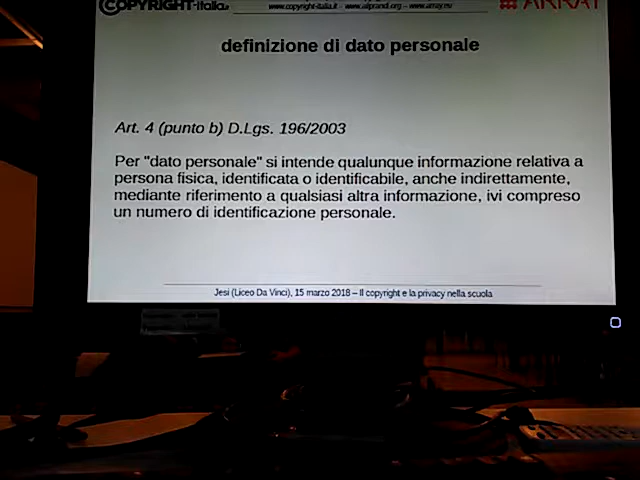 COPYRIGHT-italia.it
www.copyright-italia.it - www.aliprandi.org - www.array.eu
ARRAY
definizione di dato personale
Art. 4 (punto b) D.Lgs. 196/2003
Per "dato personale" si intende qualunque informazione relativa a
persona fisica, identificata o identificabile, anche indirettamente,
mediante riferimento a qualsiasi altra informazione, ivi compreso
un numero di identificazione personale.
Jesi (Liceo Da Vinci), 15 marzo 2018 – Il copyright e la privacy nella scuola